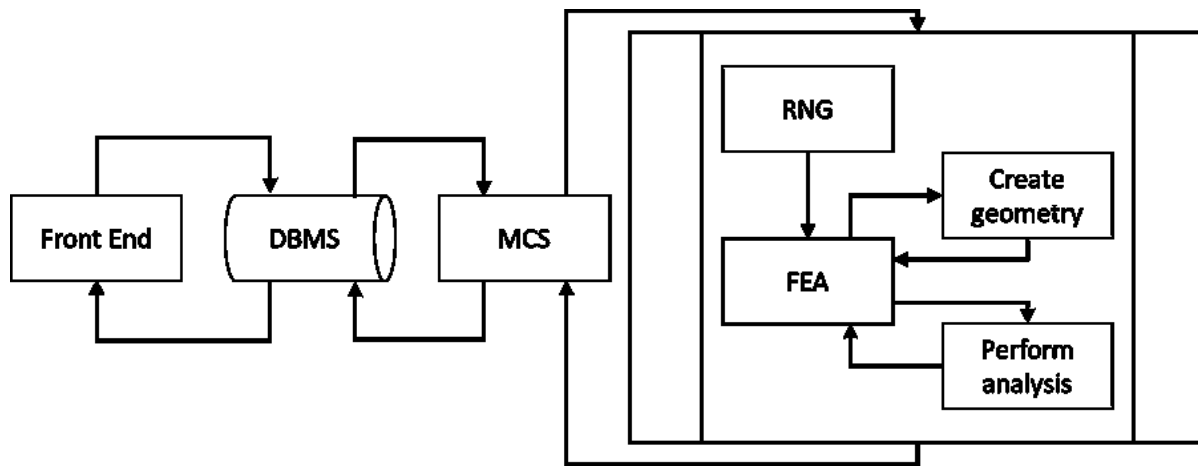 Front End
DBMS
MCS
RNG
FEA
Create
geometry
Perform
analysis